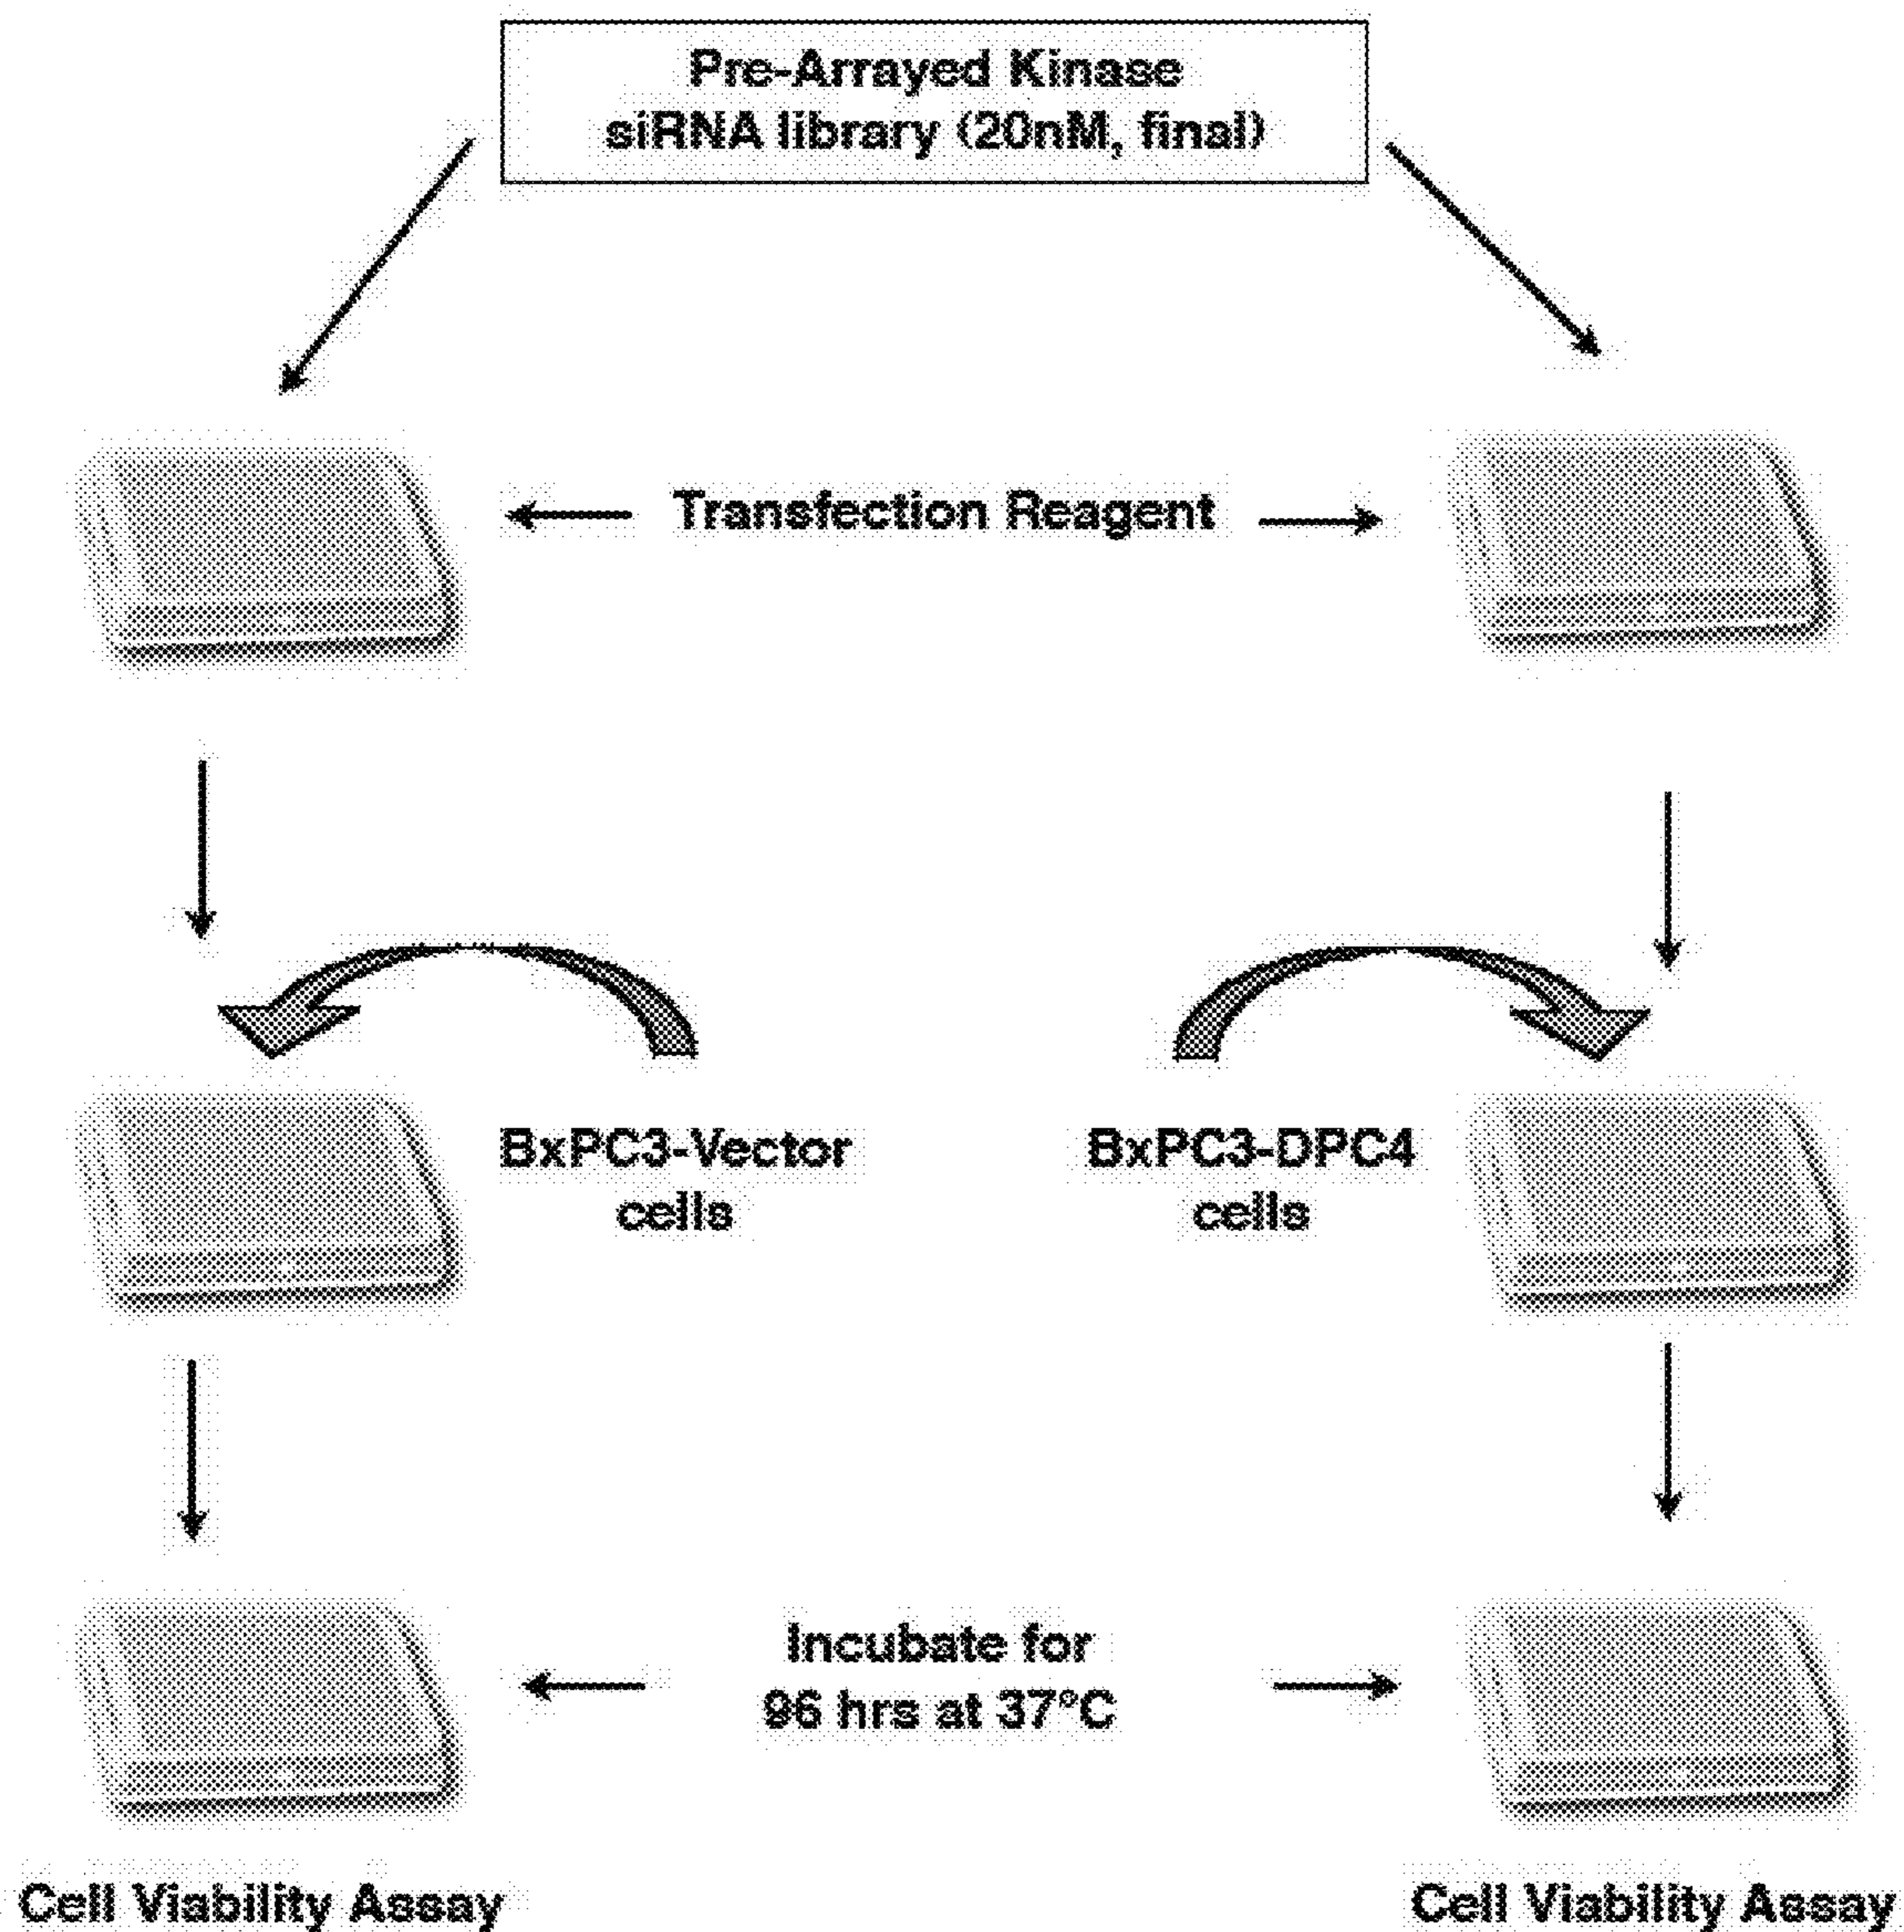 Pre-Arrayed Kinase
siRNA library (20nM, final)
Transfection Reagent
BxPC3-Vector
cells
BxPC3-DPC4
cells
Incubate for
96 hrs at 37°C
Cell Viability Assay
Cell Viability Assay